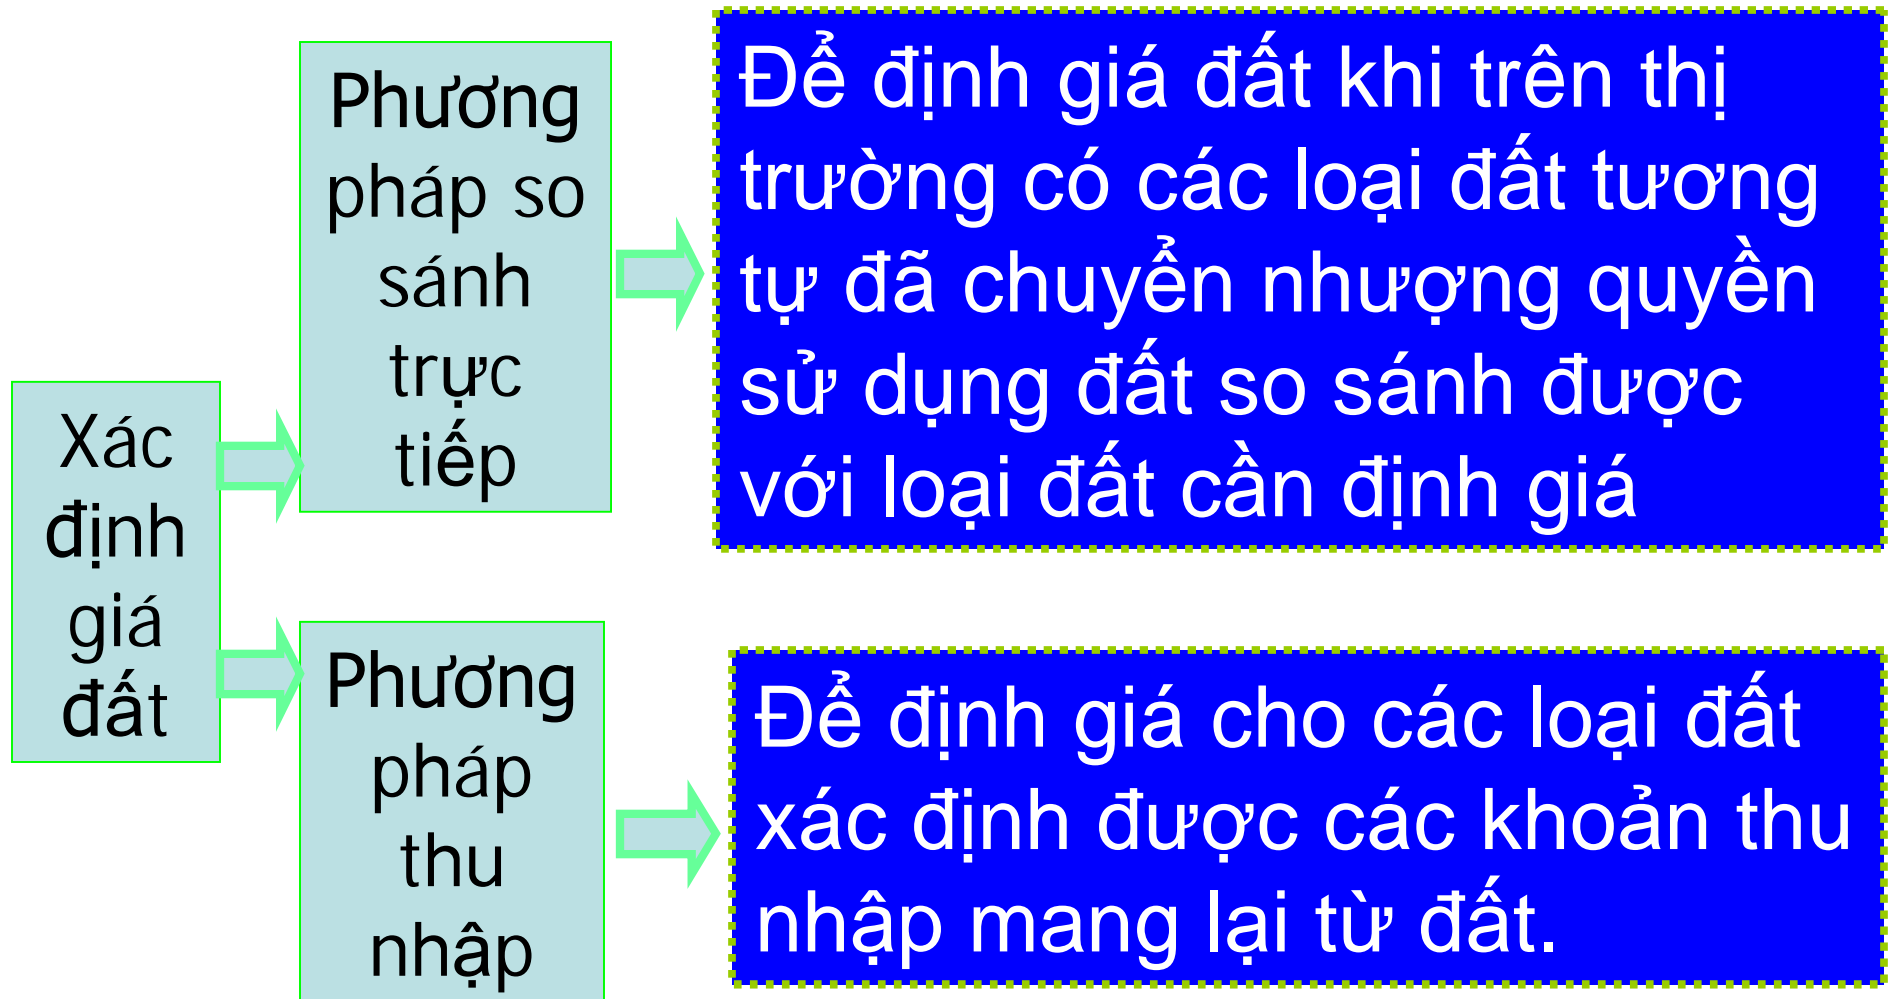 Xác
định
giá
đất
Phương
pháp so
sánh
trực
tiếp
Để định giá đất khi trên thị
trường có các loại đất tương
tự đã chuyển nhượng quyền
sử dụng đất so sánh được
với loại đất cần định giá
Phương
pháp
thu
nhập
Để định giá cho các loại đất
xác định được các khoản thu
nhập mang lại từ đất.